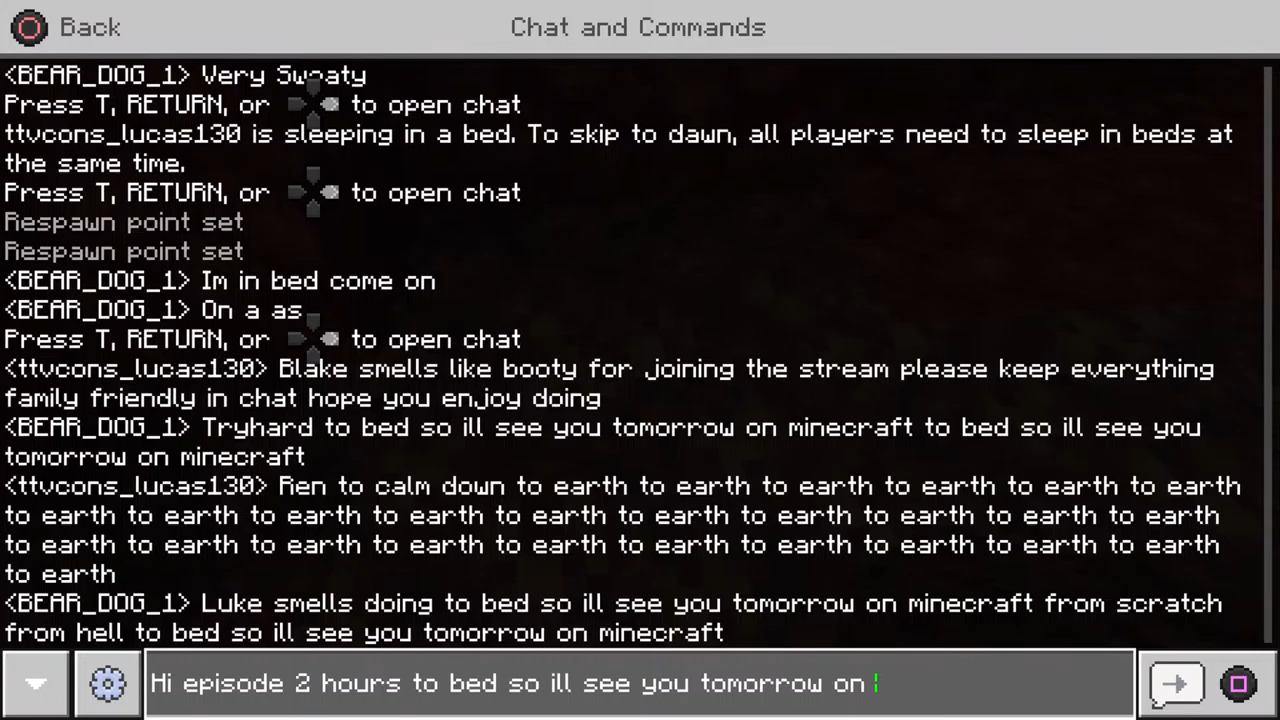 Back
Chat and Commands
<BEAR_DOG_1> Very Sweaty
Press T, RETURN, or to open chat
ttvcons_lucas130 is sleeping in a bed. To skip to dawn, all players need to sleep in beds at
the same time.
Press T, RETURN, or to open chat
Respawn point set
Respawn point set
<BEAR_DOG_1> Im in bed come on
<BEAR_DOG_1> On a as
Press T, RETURN, or to open chat
<ttvcons_lucas130> Blake smells like booty for joining the stream please keep everything
family friendly in chat hope you enjoy doing
<BEAR_DOG_1> Tryhard to bed so ill see you tomorrow on minecraft to bed so ill see you
tomorrow on minecraft
<ttvcons_lucas130> Ren to calm down to earth to earth to earth to earth to earth to earth
to earth to earth to earth to earth to earth to earth to earth to earth to earth to earth
to earth to earth to earth to earth to earth to earth to earth to earth to earth to earth
to earth
<BEAR_DOG_1> Luke smells doing to bed so ill see you tomorrow on minecraft from scratch
from hell to bed so ill see you tomorrow on minecraft
Hi episode 2 hours to bed so ill see you tomorrow on